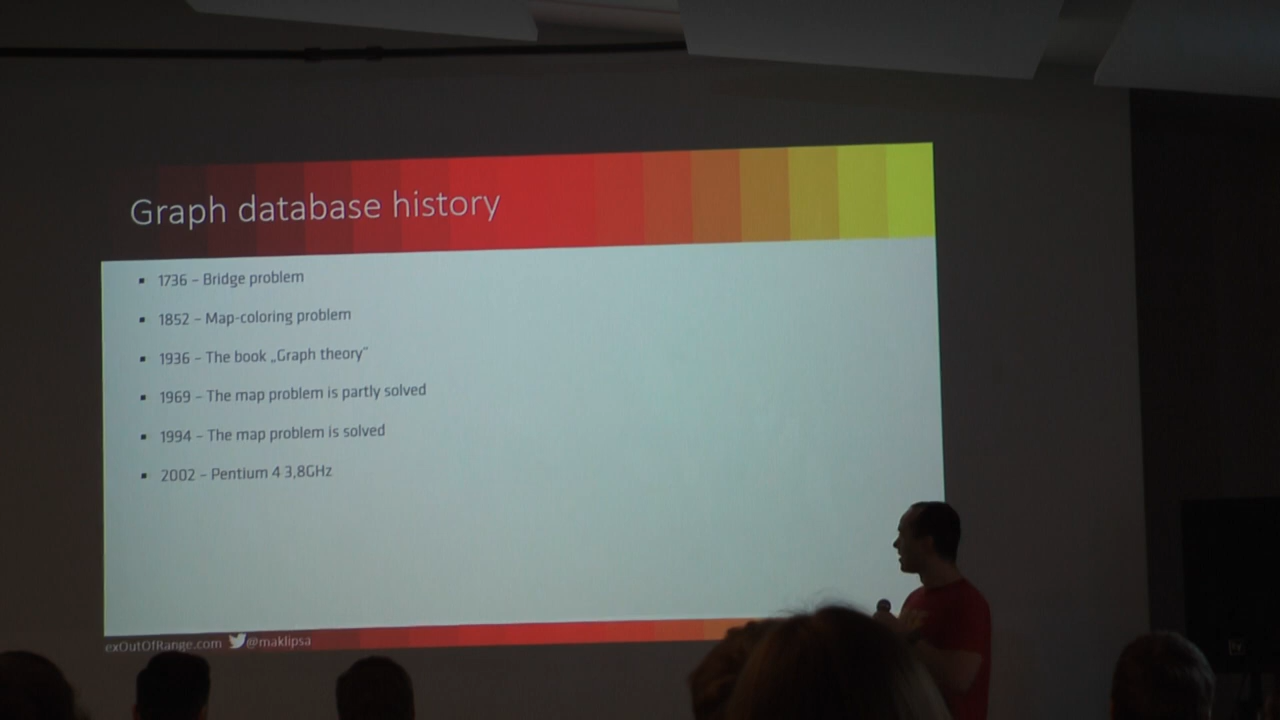 Graph database history
▪ 1736 – Bridge problem
▪ 1852 – Map-coloring problem
▪ 1936 – The book „Graph theory”
▪ 1969 – The map problem is partly solved
▪ 1994 – The map problem is solved
▪ 2002 – Pentium 4 3,8GHz
exOutOfRange.com @maklipsa